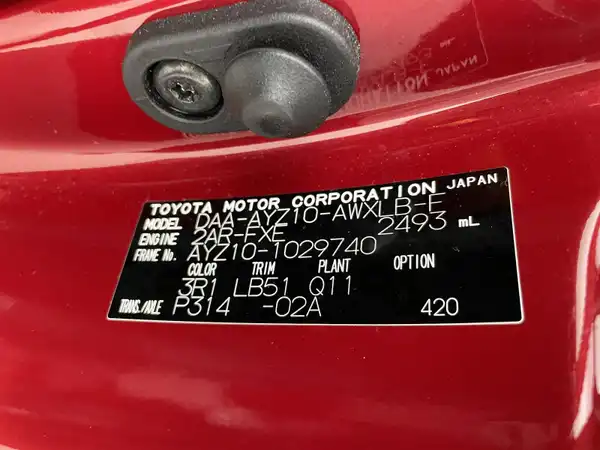 TOYOTA MOTOR CORPORATION JAPAN
MODEL DAA-AYZ10-AWXLB-F
ENGINE 2AR-FXE 2493 mL
FRAME No. AYZ10-1029740
COLOR TRIM PLANT OPTION
3R1 LB51 Q11
TRANS./AXLE P314 -02A 420